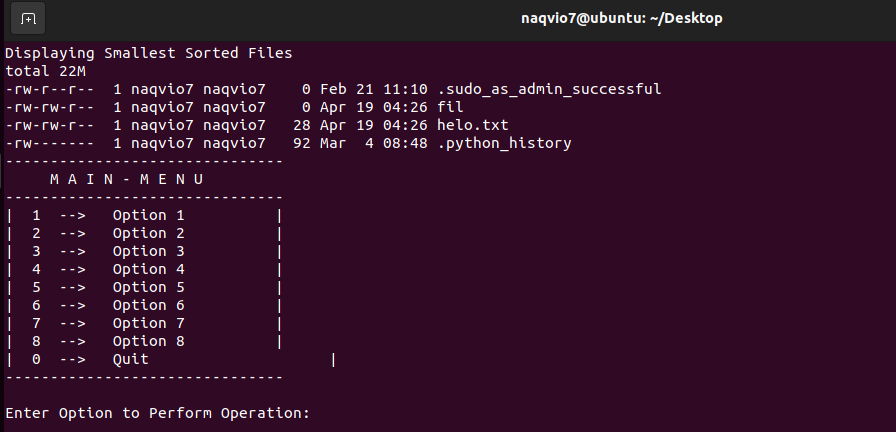 naqvio7@ubuntu: ~/Desktop
Displaying Smallest Sorted Files
total 22M
-rw-r--r--  1 naqvio7 naqvio7    0 Feb 21 11:10 .sudo_as_admin_successful
-rw-rw-r--  1 naqvio7 naqvio7    0 Apr 19 04:26 fil
-rw-rw-r--  1 naqvio7 naqvio7   28 Apr 19 04:26 helo.txt
-rw-------  1 naqvio7 naqvio7   92 Mar  4 08:48 .python_history
-------------------------------
     M A I N - M E N U
-------------------------------
|  1  -->   Option 1          |
|  2  -->   Option 2          |
|  3  -->   Option 3          |
|  4  -->   Option 4          |
|  5  -->   Option 5          |
|  6  -->   Option 6          |
|  7  -->   Option 7          |
|  8  -->   Option 8          |
|  0  -->   Quit                    |
-------------------------------
Enter Option to Perform Operation: